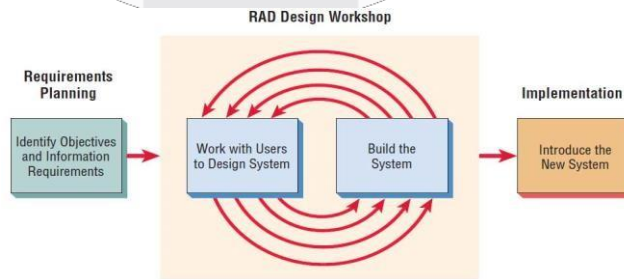 RAD Design Workshop
Requirements
Planning
Identify Objectives
and Information
Requirements
Work with Users
to Design System
Build the
System
Implementation
Introduce the
New System